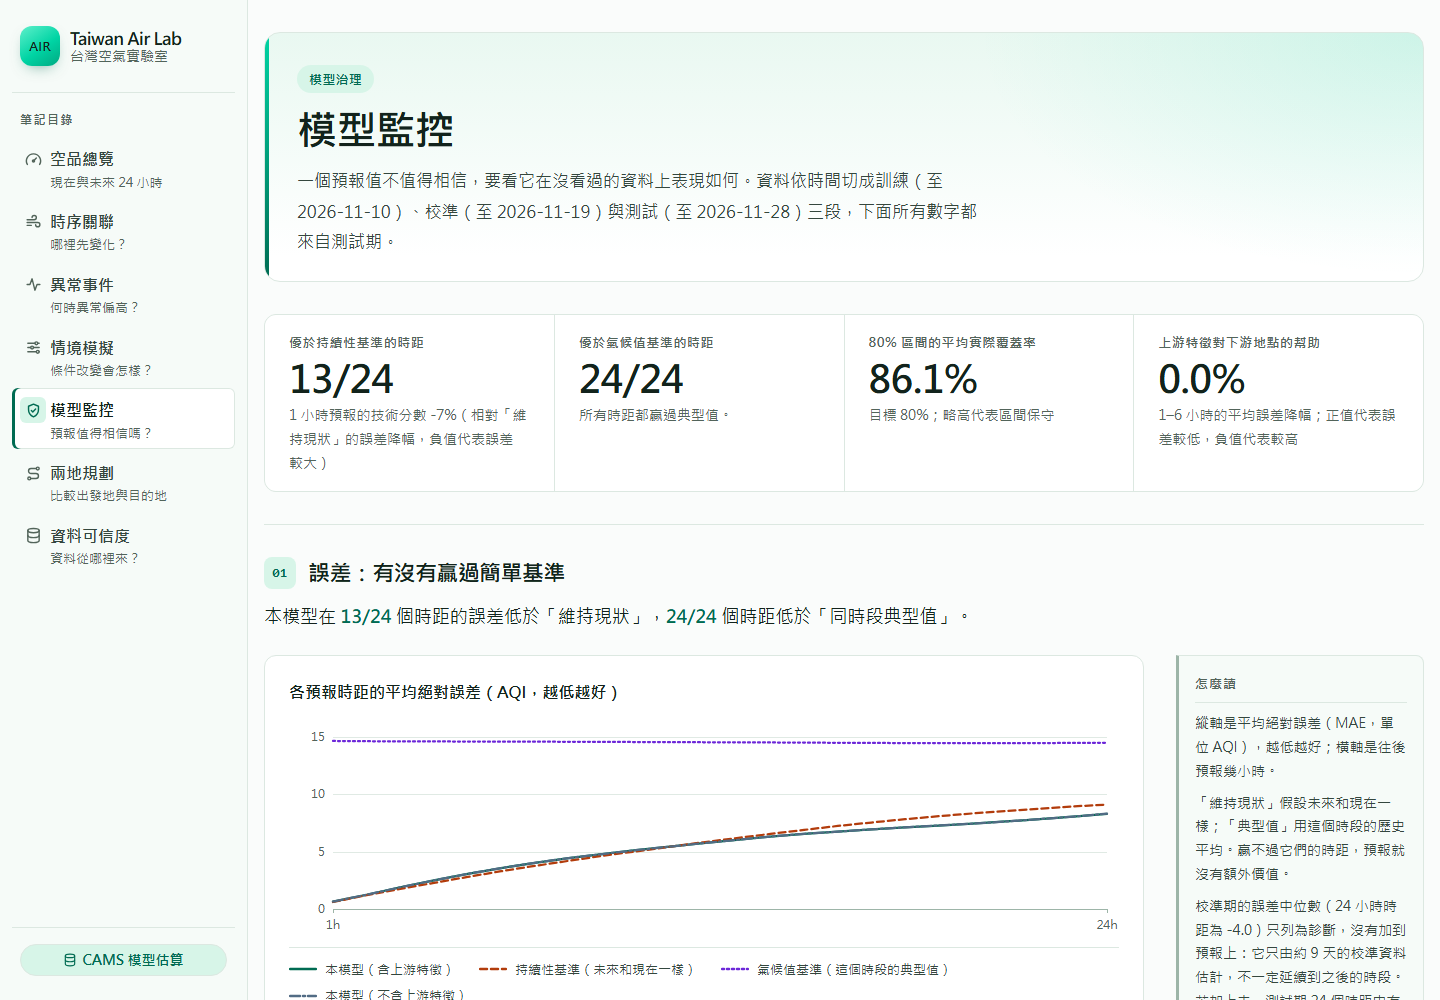 AIR
Taiwan Air Lab
台灣空氣實驗室
筆記目錄
空品總覽
現在與未來 24 小時
時序關聯
哪裡先變化？
異常事件
何時異常偏高？
情境模擬
條件改變會怎樣？
模型監控
預報值得相信嗎？
兩地規劃
比較出發地與目的地
資料可信度
資料從哪裡來？
CAMS 模型估算
模型治理
模型監控
一個預報值不值得相信，要看它在沒看過的資料上表現如何。資料依時間切成訓練（至
2026-11-10）、校準（至 2026-11-19）與測試（至 2026-11-28）三段，下面所有數字都
來自測試期。
優於持續性基準的時距
13/24
1 小時預報的技術分數 -7%（相對「維
持現狀」的誤差降幅，負值代表誤差
較大）
優於氣候值基準的時距
24/24
所有時距都贏過典型值。
80% 區間的平均實際覆蓋率
86.1%
目標 80%；略高代表區間保守
上游特徵對下游地點的幫助
0.0%
1–6 小時的平均誤差降幅；正值代表誤
差較低，負值代表較高
01
誤差：有沒有贏過簡單基準
本模型在 13/24 個時距的誤差低於「維持現狀」，24/24 個時距低於「同時段典型值」。
各預報時距的平均絕對誤差（AQI，越低越好）
15
10
5
0
1h
24h
本模型（含上游特徵）
持續性基準（未來和現在一樣）
氣候值基準（這個時段的典型值）
本模型（不含上游特徵）
怎麼讀
縱軸是平均絕對誤差（MAE，單
位 AQI），越低越好；橫軸是往後
預報幾小時。
「維持現狀」假設未來和現在一
樣；「典型值」用這個時段的歷史
平均。贏不過它們的時距，預報就
沒有額外價值。
校準期的誤差中位數（24 小時時
距為 -4.0）只列為診斷，沒有加到
預報上：它只由約 9 天的校準資料
估計，不一定延續到之後的時段。
若加上去，測試期 24 個時距中有